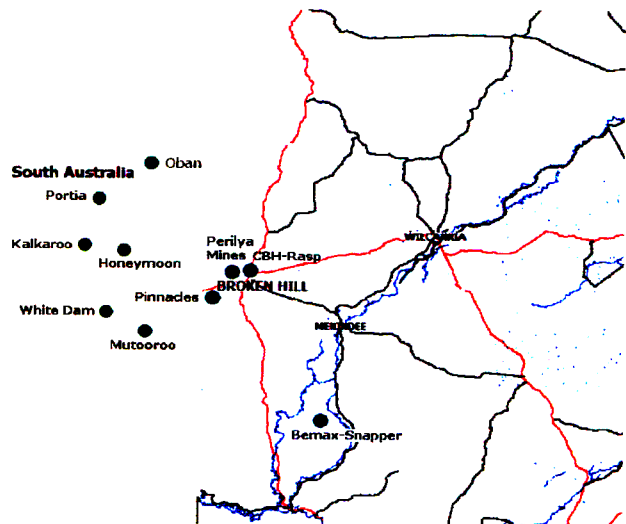 Oban
South Australia
Portia
Kalkaroo
Honeymoon
Perilya
Mines
CBH-Rasp
WILCANNIA
Pinnacles
BROKEN HILL
White Dam
Mutooroo
MENINDEE
Bemax-Snapper